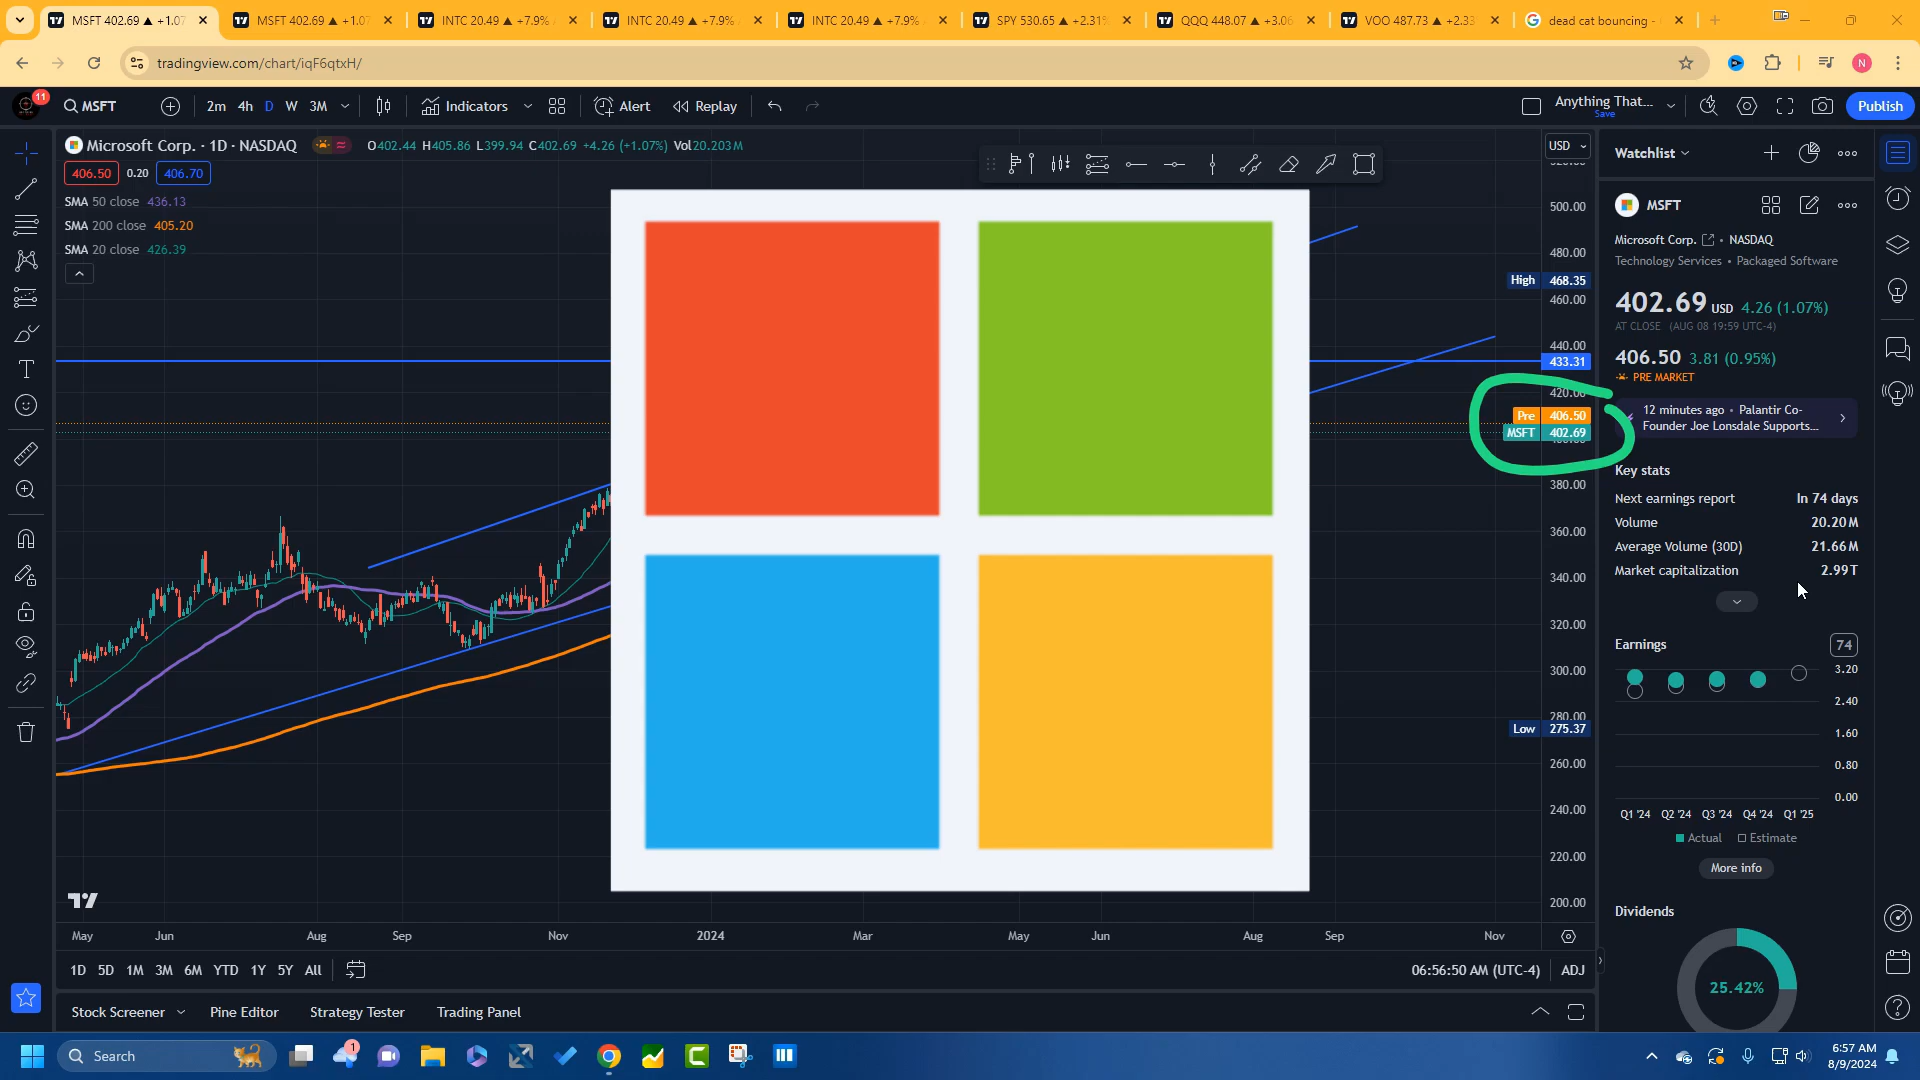 MSFT 402.69 ▲ +1.07
MSFT 402.69 ▲ +1.07
INTC 20.49 ▲ +7.9%
INTC 20.49 ▲ +7.9%
INTC 20.49 ▲ +7.9%
SPY 530.65 ▲ +2.31%
QQQ 448.07 ▲ +3.06
VOO 487.73 ▲ +2.33
dead cat bouncing -
tradingview.com/chart/iqF6qtxH/
N
11
MSFT
2m 4h D W 3M
Indicators
Alert
Replay
Anything That...
Save
Publish
Microsoft Corp. · 1D · NASDAQ
O402.44 H405.86 L399.94 C402.69 +4.26 (+1.07%) Vol20.203M
406.50 0.20 406.70
SMA 50 close 436.13
SMA 200 close 405.20
SMA 20 close 426.39
USD
500.00
480.00
High 468.35
460.00
440.00
433.31
420.00
Pre 406.50
MSFT 402.69
380.00
360.00
340.00
320.00
300.00
280.00
Low 275.37
260.00
240.00
220.00
200.00
May Jun Aug Sep Nov 2024 Mar May Jun Aug Sep Nov
1D 5D 1M 3M 6M YTD 1Y 5Y All
06:56:50 AM (UTC-4) ADJ
Stock Screener
Pine Editor
Strategy Tester
Trading Panel
Watchlist
MSFT
Microsoft Corp. • NASDAQ
Technology Services • Packaged Software
402.69 USD 4.26 (1.07%)
AT CLOSE (AUG 08 19:59 UTC-4)
406.50 3.81 (0.95%)
PRE MARKET
12 minutes ago • Palantir Co-
Founder Joe Lonsdale Supports...
Key stats
Next earnings report In 74 days
Volume 20.20M
Average Volume (30D) 21.66M
Market capitalization 2.99T
Earnings 74
3.20
2.40
1.60
0.80
0.00
Q1 '24 Q2 '24 Q3 '24 Q4 '24 Q1 '25
Actual Estimate
More info
Dividends
25.42%
Search
1
6:57 AM
8/9/2024